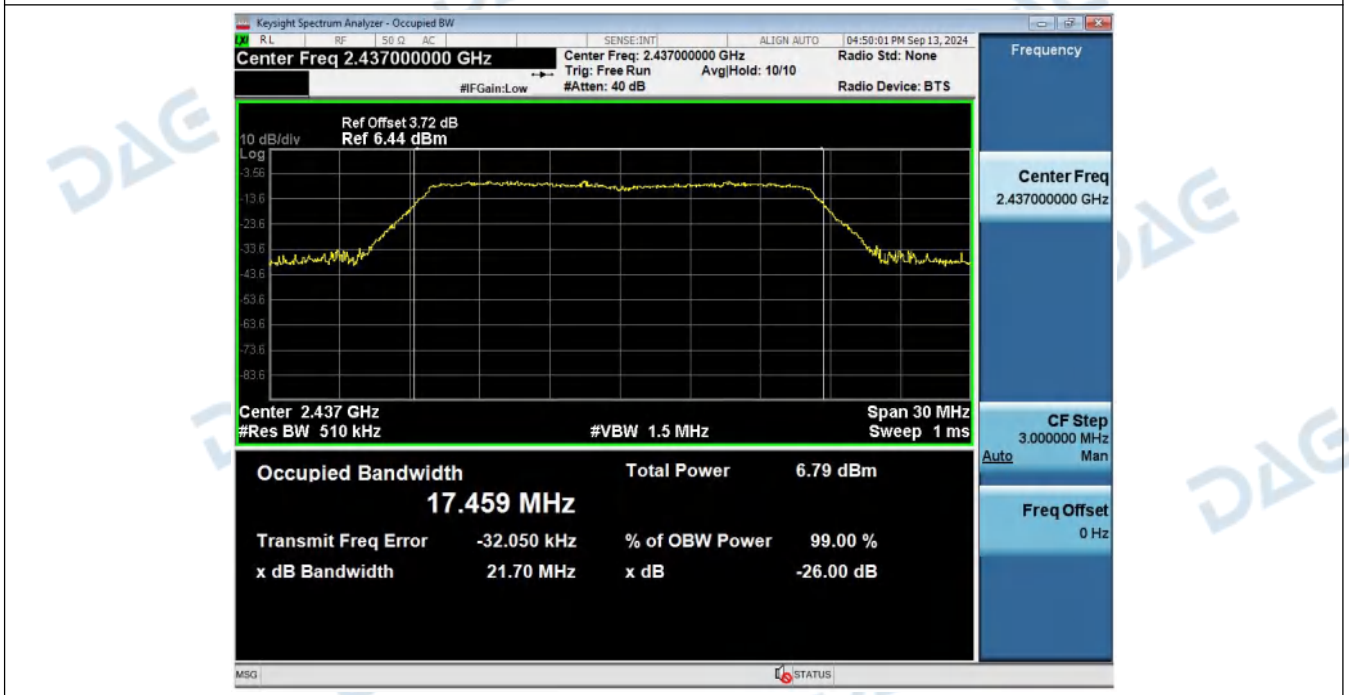 Keysight Spectrum Analyzer - Occupied BW
LXI RL RF 50 Ω AC SENSE:INT ALIGN AUTO 04:50:01 PM Sep 13, 2024
Center Freq 2.437000000 GHz
Center Freq: 2.437000000 GHz Radio Std: None
Trig: Free Run Avg|Hold: 10/10
#IFGain:Low #Atten: 40 dB Radio Device: BTS
Frequency
Ref Offset 3.72 dB
10 dB/div Ref 6.44 dBm
Log
-3.56
-13.6
-23.6
-33.6
-43.6
-53.6
-63.6
-73.6
-83.6
Center 2.437 GHz Span 30 MHz
#Res BW 510 kHz #VBW 1.5 MHz Sweep 1 ms
Center Freq
2.437000000 GHz
CF Step
3.000000 MHz
Auto Man
Freq Offset
0 Hz
Occupied Bandwidth Total Power 6.79 dBm
17.459 MHz
Transmit Freq Error -32.050 kHz % of OBW Power 99.00 %
x dB Bandwidth 21.70 MHz x dB -26.00 dB
MSG STATUS
DAG
DAG
DAG